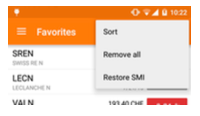 10:22
Favorites
Sort
SREN
SWISS RE N
Remove all
LECN
LECLANCHE N
Restore SMI
VALN
193.40 CHF